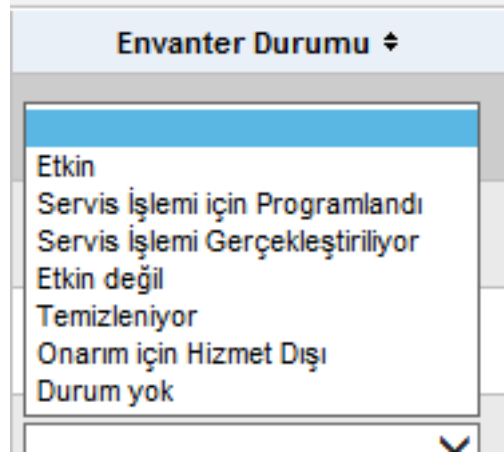 Envanter Durumu
Etkin
Servis İşlemi için Programlandı
Servis İşlemi Gerçekleştiriliyor
Etkin değil
Temizleniyor
Onarım için Hizmet Dışı
Durum yok